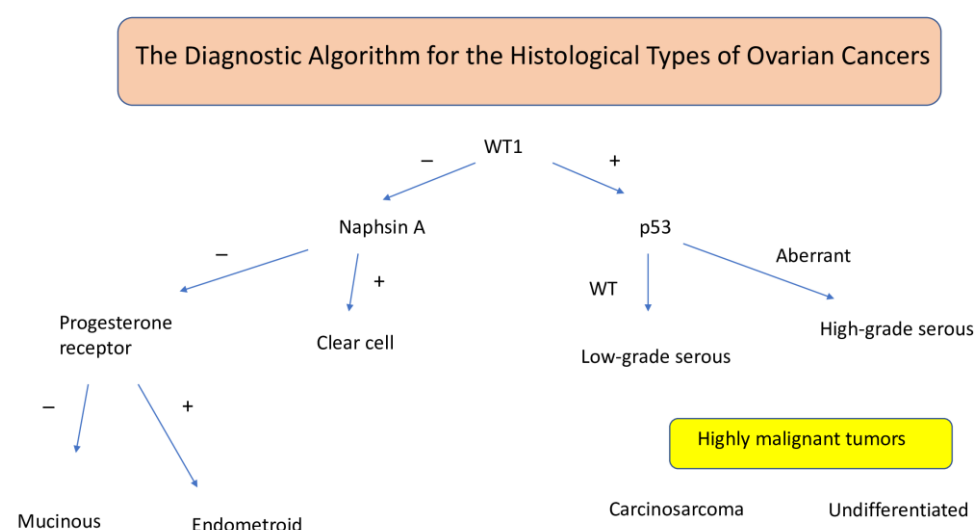 The Diagnostic Algorithm for the Histological Types of Ovarian Cancers
WT1
–
+
Naphsin A
p53
–
+
WT
Aberrant
Progesterone
receptor
Clear cell
Low-grade serous
High-grade serous
–
+
Highly malignant tumors
Mucinous
Endometroid
Carcinosarcoma
Undifferentiated